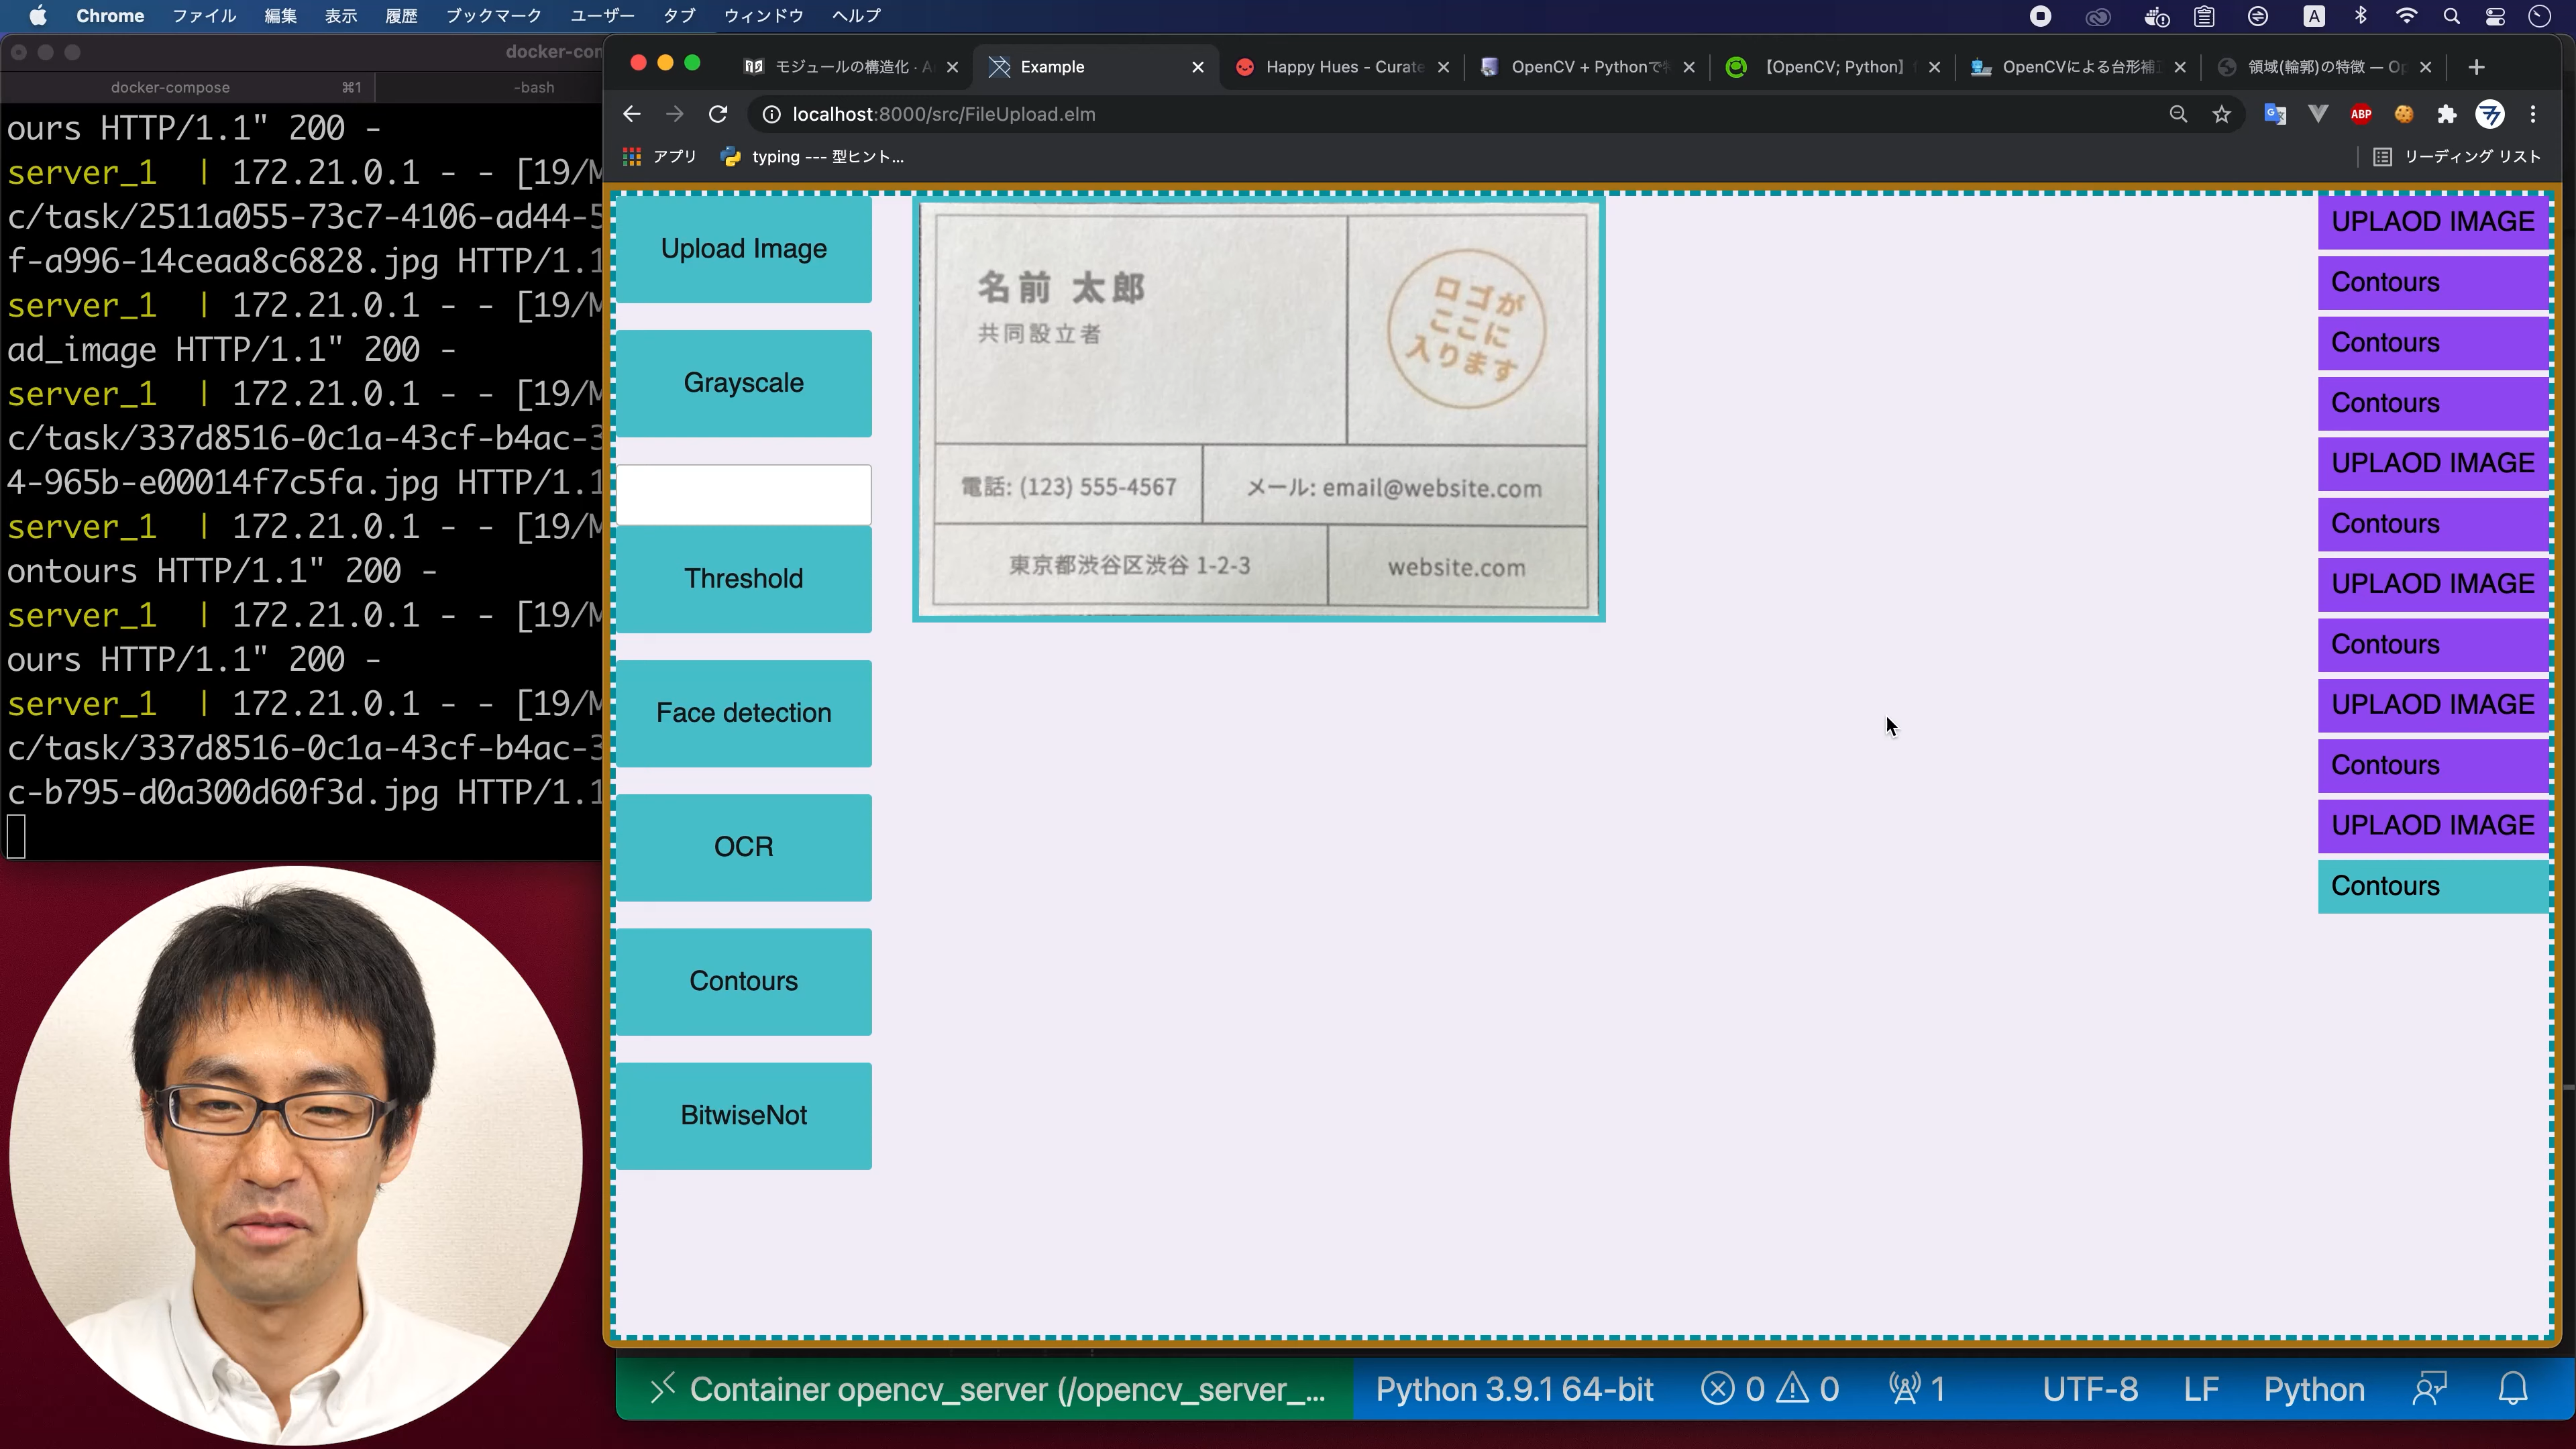 Chrome ファイル 編集 表示 履歴 ブックマーク ユーザー タブ ウィンドウ ヘルプ
A
docker-con
docker-compose ⌘1 -bash
ours HTTP/1.1" 200 -
server_1 | 172.21.0.1 - - [19/M
c/task/2511a055-73c7-4106-ad44-5
f-a996-14ceaa8c6828.jpg HTTP/1.1
server_1 | 172.21.0.1 - - [19/M
ad_image HTTP/1.1" 200 -
server_1 | 172.21.0.1 - - [19/M
c/task/337d8516-0c1a-43cf-b4ac-3
4-965b-e00014f7c5fa.jpg HTTP/1.1
server_1 | 172.21.0.1 - - [19/M
ontours HTTP/1.1" 200 -
server_1 | 172.21.0.1 - - [19/M
ours HTTP/1.1" 200 -
server_1 | 172.21.0.1 - - [19/M
c/task/337d8516-0c1a-43cf-b4ac-3
c-b795-d0a300d60f3d.jpg HTTP/1.1
モジュールの構造化 · A
Example
Happy Hues - Curate
OpenCV + Pythonで
【OpenCV; Python】
OpenCVによる台形補
領域(輪郭)の特徴 — Op
localhost:8000/src/FileUpload.elm
ABP
アプリ typing --- 型ヒント... リーディング リスト
Upload Image
Grayscale
Threshold
Face detection
OCR
Contours
BitwiseNot
名前 太郎
共同設立者
ロゴが
ここに
入ります
電話: (123) 555-4567
メール: email@website.com
東京都渋谷区渋谷 1-2-3
website.com
UPLAOD IMAGE
Contours
Contours
Contours
UPLAOD IMAGE
Contours
UPLAOD IMAGE
Contours
UPLAOD IMAGE
Contours
UPLAOD IMAGE
Contours
Container opencv_server (/opencv_server_... Python 3.9.1 64-bit 0 0 1 UTF-8 LF Python